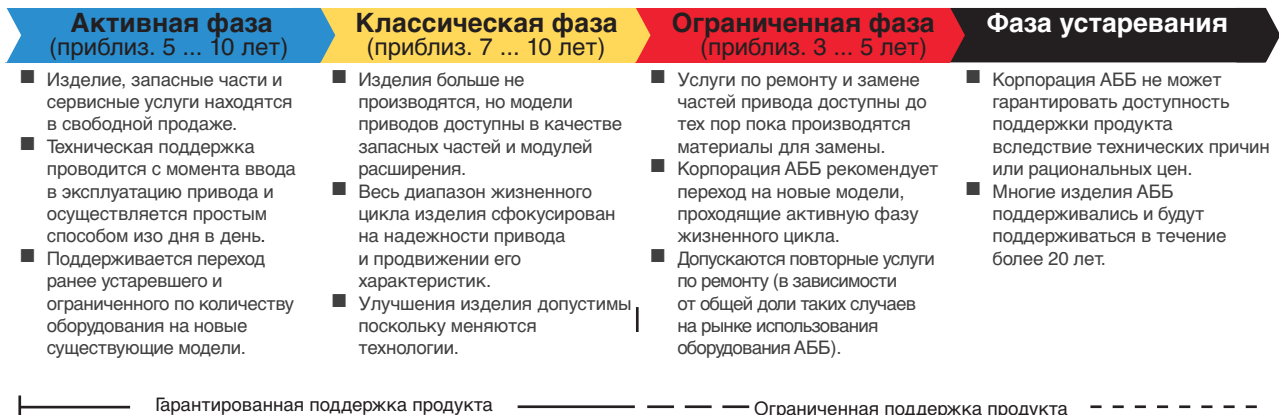 Активная фаза
(приблиз. 5 ... 10 лет)
■ Изделие, запасные части и
сервисные услуги находятся
в свободной продаже.
■ Техническая поддержка
проводится с момента ввода
в эксплуатацию привода и
осуществляется простым
способом изо дня в день.
■ Поддерживается переход
ранее устаревшего и
ограниченного по количеству
оборудования на новые
существующие модели.
Классическая фаза
(приблиз. 7 ... 10 лет)
■ Изделия больше не
производятся, но модели
приводов доступны в качестве
запасных частей и модулей
расширения.
■ Весь диапазон жизненного
цикла изделия сфокусирован
на надежности привода
и продвижении его
характеристик.
■ Улучшения изделия допустимы
поскольку меняются
технологии.
Ограниченная фаза
(приблиз. 3 ... 5 лет)
■ Услуги по ремонту и замене
частей привода доступны до
тех пор пока производятся
материалы для замены.
■ Корпорация АББ рекомендует
переход на новые модели,
проходящие активную фазу
жизненного цикла.
■ Допускаются повторные услуги
по ремонту (в зависимости
от общей доли таких случаев
на рынке использования
оборудования АББ).
Фаза устаревания
■ Корпорация АББ не может
гарантировать доступность
поддержки продукта
вследствие технических причин
или рациональных цен.
■ Многие изделия АББ
поддерживались и будут
поддерживаться в течение
более 20 лет.
Гарантированная поддержка продукта
Ограниченная поддержка продукта